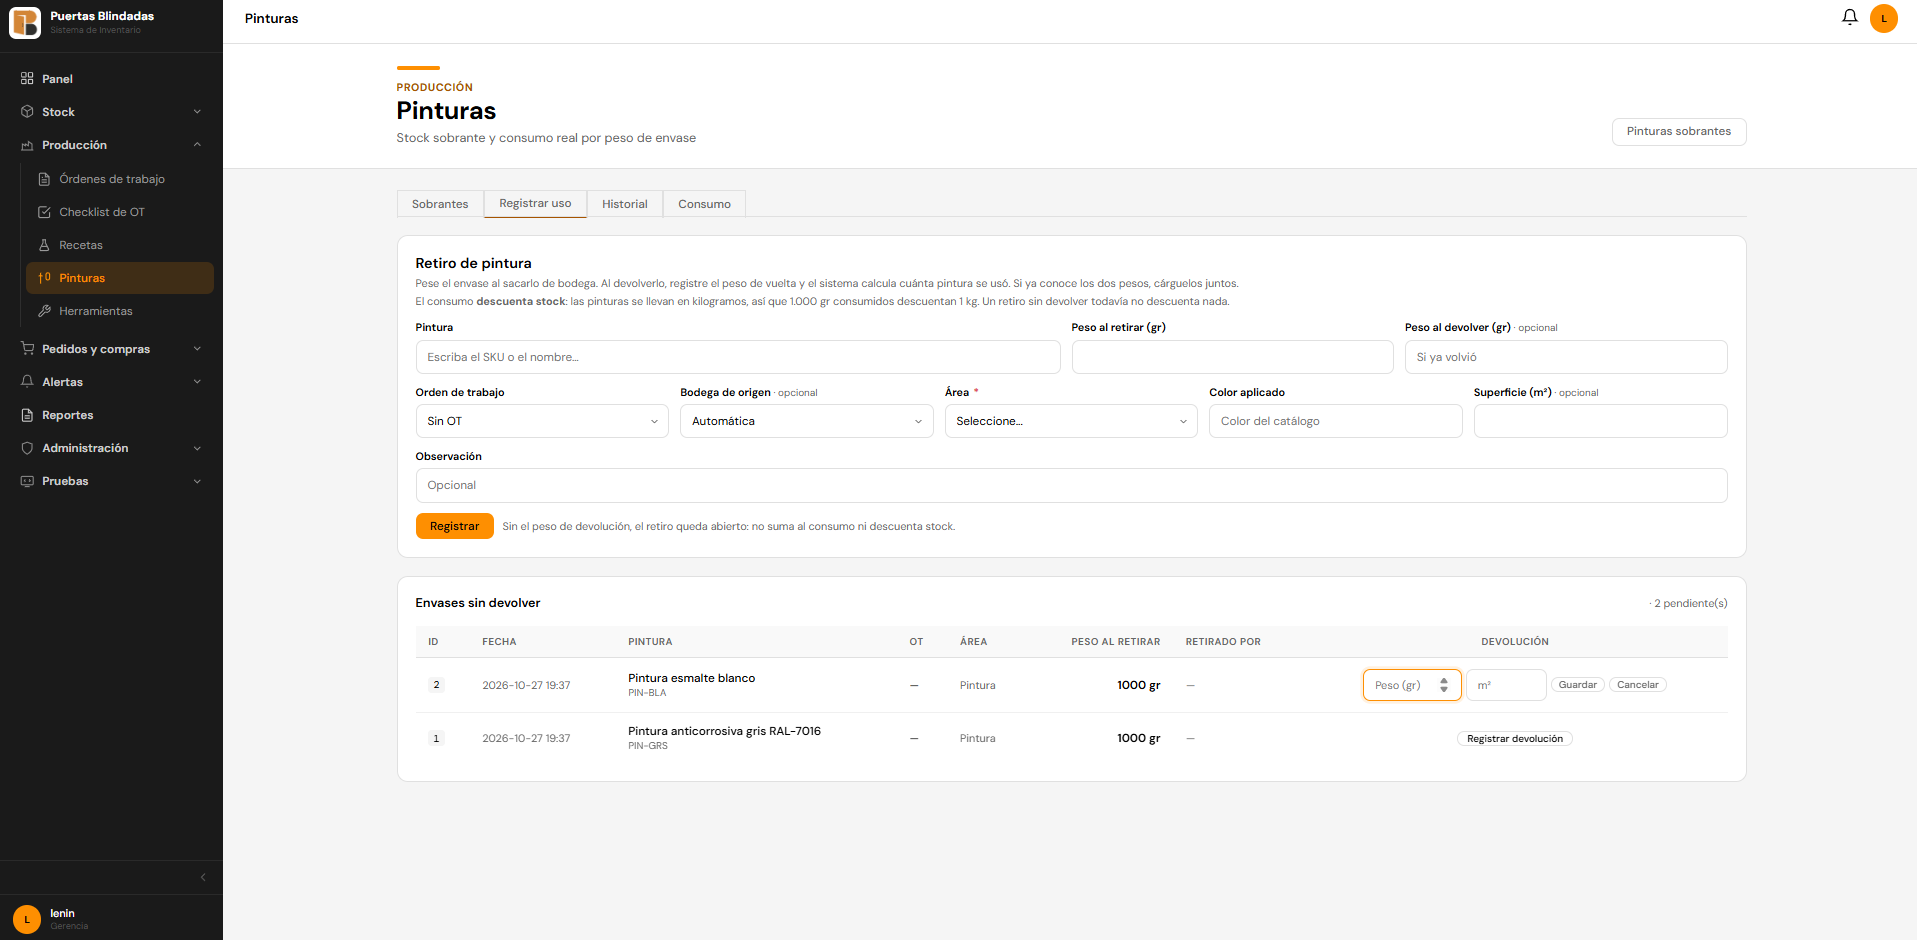 Puertas Blindadas
Sistema de Inventario
Pinturas
L
Panel
Stock
Producción
Órdenes de trabajo
Checklist de OT
Recetas
Pinturas
Herramientas
Pedidos y compras
Alertas
Reportes
Administración
Pruebas
lenin
Gerencia
L
PRODUCCIÓN
Pinturas
Stock sobrante y consumo real por peso de envase
Pinturas sobrantes
Sobrantes Registrar uso Historial Consumo
Retiro de pintura
Pese el envase al sacarlo de bodega. Al devolverlo, registre el peso de vuelta y el sistema calcula cuánta pintura se usó. Si ya conoce los dos pesos, cárguelos juntos.
El consumo descuenta stock: las pinturas se llevan en kilogramos, así que 1.000 gr consumidos descuentan 1 kg. Un retiro sin devolver todavía no descuenta nada.
Pintura Peso al retirar (gr) Peso al devolver (gr) · opcional
Escriba el SKU o el nombre... Si ya volvió
Orden de trabajo Bodega de origen · opcional Área * Color aplicado Superficie (m²) · opcional
Sin OT Automática Seleccione... Color del catálogo
Observación
Opcional
Registrar Sin el peso de devolución, el retiro queda abierto: no suma al consumo ni descuenta stock.
Envases sin devolver · 2 pendiente(s)
ID FECHA PINTURA OT ÁREA PESO AL RETIRAR RETIRADO POR DEVOLUCIÓN
2 2026-10-27 19:37 Pintura esmalte blanco — Pintura 1000 gr — Peso (gr) m² Guardar Cancelar
PIN-BLA
1 2026-10-27 19:37 Pintura anticorrosiva gris RAL-7016 — Pintura 1000 gr — Registrar devolución
PIN-GRS